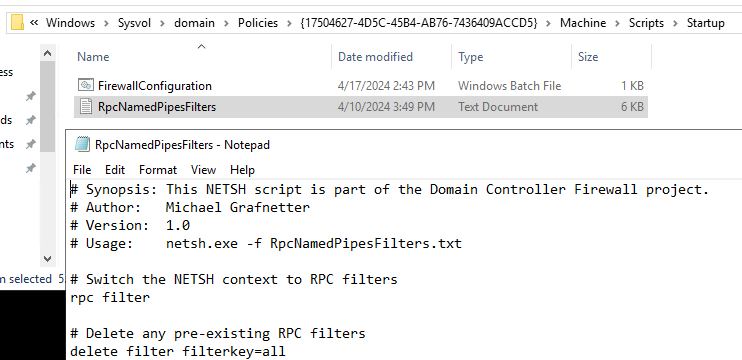 « Windows › Sysvol › domain › Policies › {17504627-4D5C-45B4-AB76-7436409ACCD5} › Machine › Scripts › Startup
Name Date modified Type Size
ess
FirewallConfiguration 4/17/2024 2:43 PM Windows Batch File 1 KB
RpcNamedPipesFilters 4/10/2024 3:49 PM Text Document 6 KB
ds
nts
RpcNamedPipesFilters - Notepad
File Edit Format View Help
# Synopsis: This NETSH script is part of the Domain Controller Firewall project.
# Author: Michael Grafnetter
# Version: 1.0
# Usage: netsh.exe -f RpcNamedPipesFilters.txt
m selected 5
# Switch the NETSH context to RPC filters
rpc filter
# Delete any pre-existing RPC filters
delete filter filterkey=all